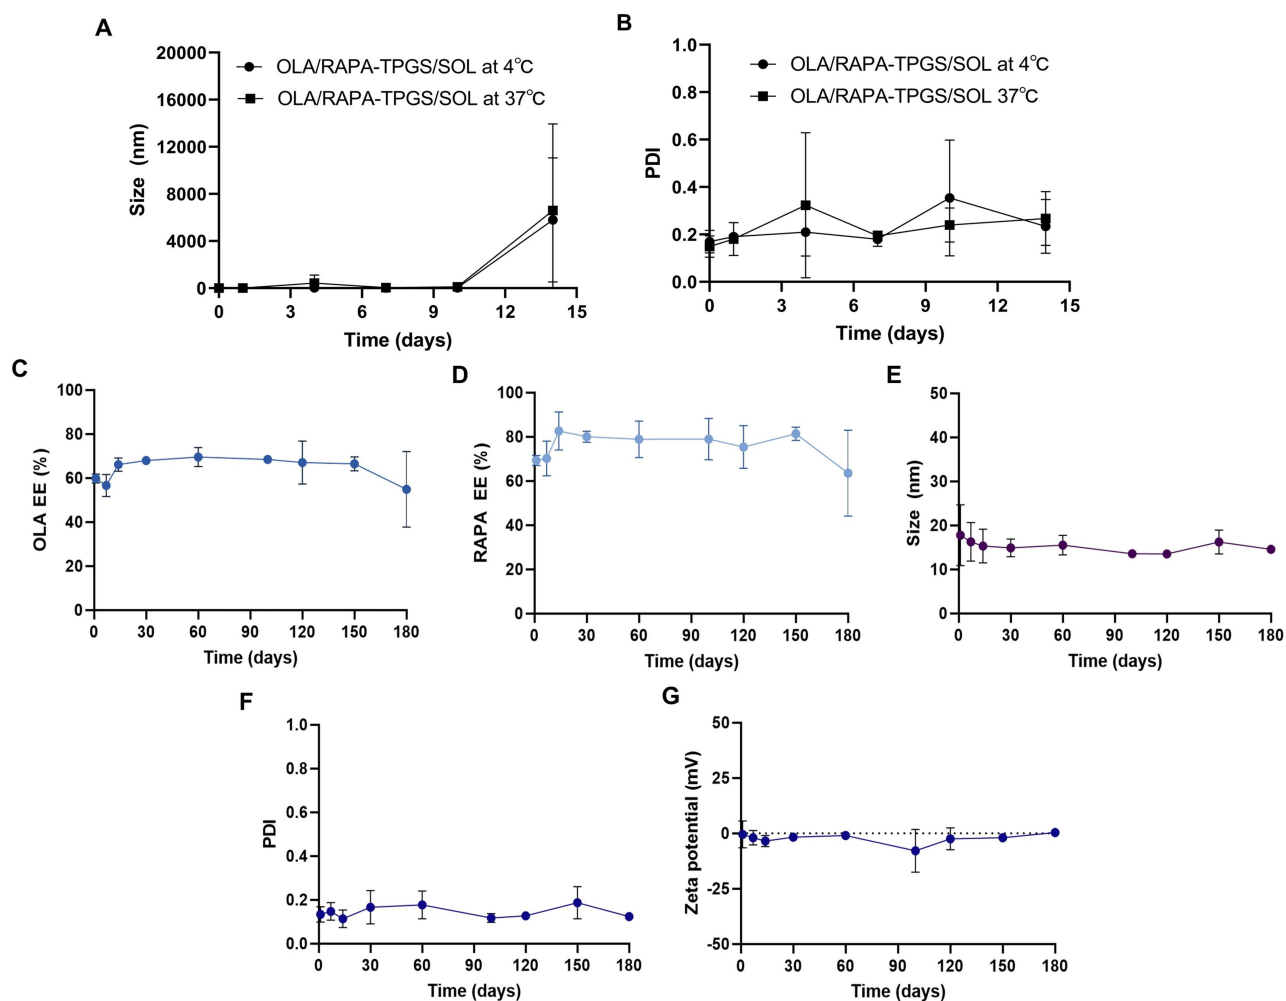 A
20000
16000
12000
8000
4000
0
Size (nm)
OLA/RAPA-TPGS/SOL at 4°C
OLA/RAPA-TPGS/SOL at 37°C
0 3 6 9 12 15
Time (days)
B
1.0
0.8
0.6
0.4
0.2
0.0
PDI
OLA/RAPA-TPGS/SOL at 4°C
OLA/RAPA-TPGS/SOL 37°C
0 3 6 9 12 15
Time (days)
C
100
80
60
40
20
0
OLA EE (%)
0 30 60 90 120 150 180
Time (days)
D
100
80
60
40
20
0
RAPA EE (%)
0 30 60 90 120 150 180
Time (days)
E
50
40
30
20
10
0
Size (nm)
0 30 60 90 120 150 180
Time (days)
F
1.0
0.8
0.6
0.4
0.2
0.0
PDI
0 30 60 90 120 150 180
Time (days)
G
50
25
0
-25
-50
Zeta potential (mV)
0 30 60 90 120 150 180
Time (days)